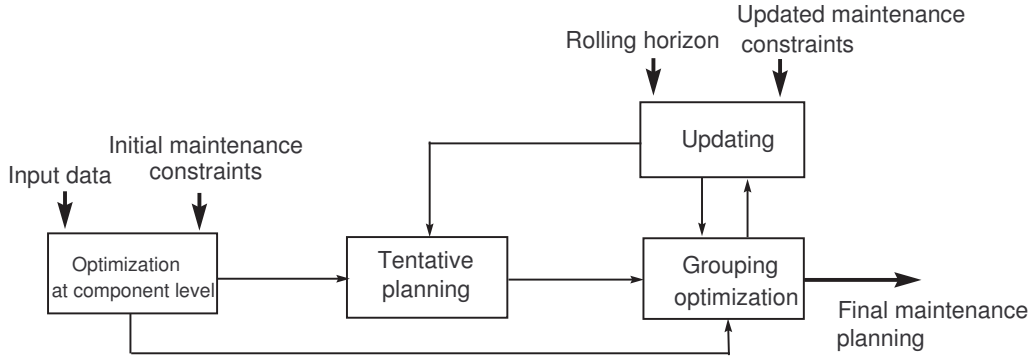 Rolling horizon
Updated maintenance
constraints
Updating
Initial maintenance
constraints
Input data
Optimization
at component level
Tentative
planning
Grouping
optimization
Final maintenance
planning